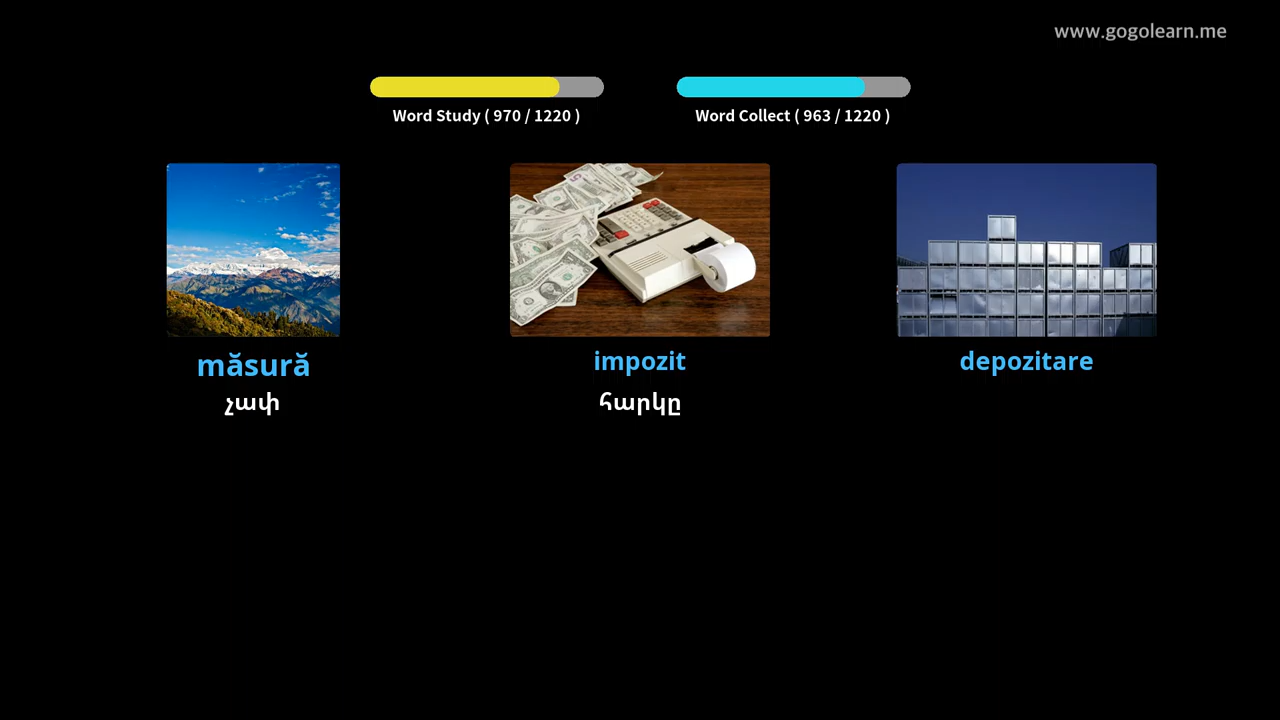 www.gogolearn.me
Word Study ( 970 / 1220 )
Word Collect ( 963 / 1220 )
măsură
impozit
depozitare
չափ
հարկը